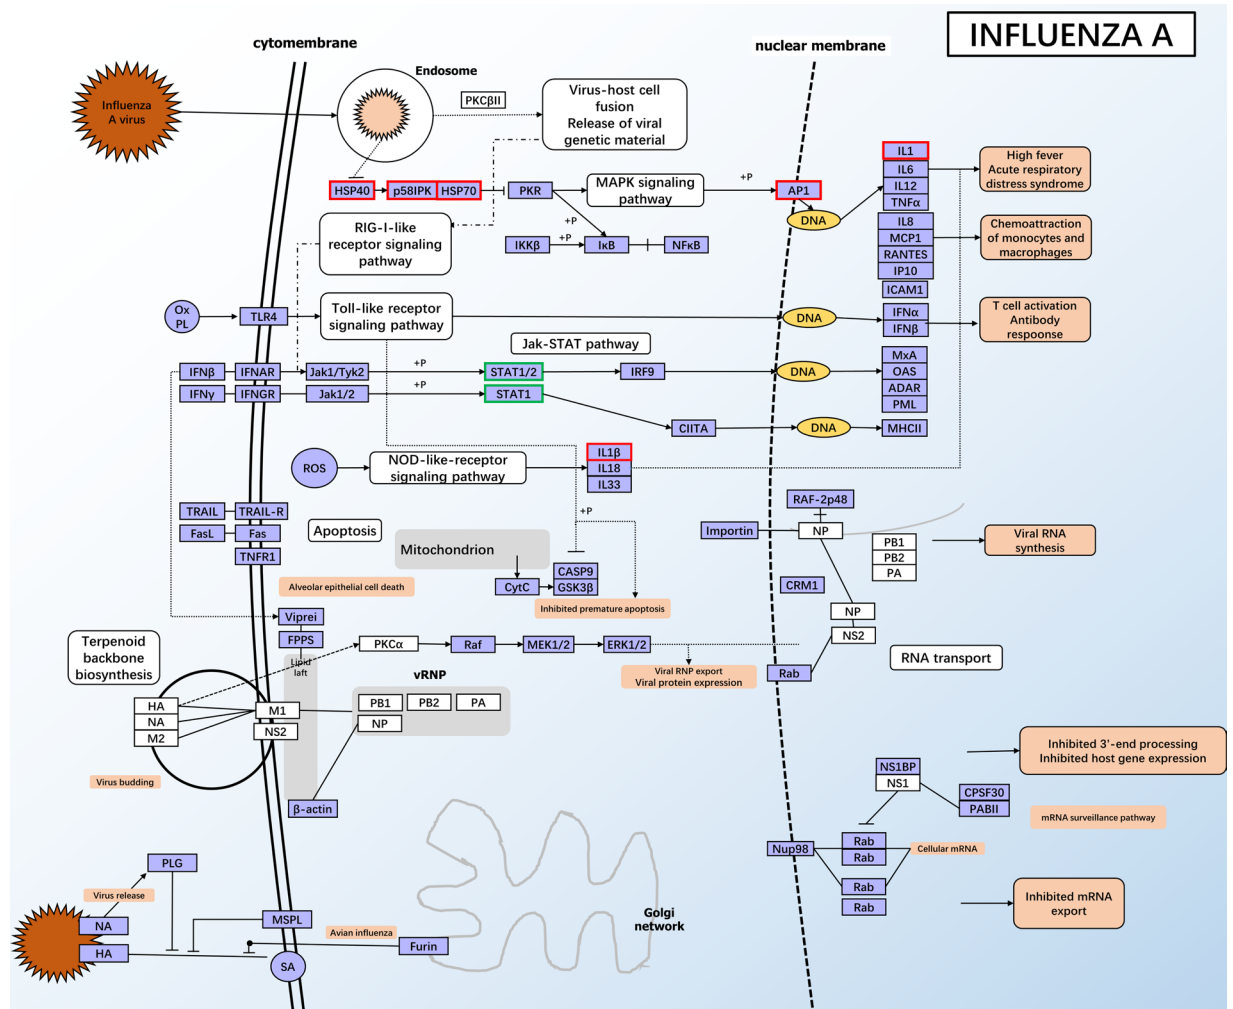 INFLUENZA A
cytomembrane
nuclear membrane
Endosome
Influenza
A virus
PKCβII
Virus-host cell
fusion
Release of viral
genetic material
HSP40
p58IPK
HSP70
PKR
MAPK signaling
pathway
+P
AP1
DNA
IL1
IL6
IL12
TNFα
High fever
Acute respiratory
distress syndrome
RIG-I-like
receptor signaling
pathway
+P
IKKβ
+P
IκB
NFκB
IL8
MCP1
RANTES
IP10
ICAM1
Chemoattraction
of monocytes and
macrophages
Ox
PL
TLR4
Toll-like receptor
signaling pathway
DNA
IFNα
IFNβ
T cell activation
Antibody
respoonse
Jak-STAT pathway
IFNβ
IFNAR
Jak1/Tyk2
+P
STAT1/2
IRF9
DNA
MxA
OAS
ADAR
PML
IFNγ
IFNGR
Jak1/2
+P
STAT1
CIITA
DNA
MHCII
ROS
NOD-like-receptor
signaling pathway
IL1β
IL18
IL33
TRAIL
TRAIL-R
FasL
Fas
TNFR1
Apoptosis
Mitochondrion
+P
CytC
CASP9
GSK3β
Alveolar epithelial cell death
Inhibited premature apoptosis
RAF-2p48
Importin
NP
PB1
PB2
PA
Viral RNA
synthesis
CRM1
NP
NS2
Rab
RNA transport
Viprei
FPPS
Lipid
laft
Terpenoid
backbone
biosynthesis
PKCα
Raf
MEK1/2
ERK1/2
Viral RNP export
Viral protein expression
vRNP
HA
NA
M2
M1
NS2
PB1
PB2
PA
NP
Virus budding
β-actin
Inhibited 3'-end processing
Inhibited host gene expression
NS1BP
NS1
CPSF30
PABII
mRNA surveillance pathway
Nup98
Rab
Rab
Rab
Rab
Cellular mRNA
Inhibited mRNA
export
PLG
Virus release
NA
HA
MSPL
SA
Avian influenza
Furin
Golgi
network